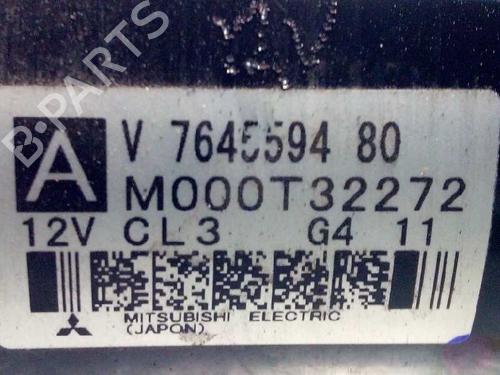 B-PARTS
A V 7645594 80
M000T32272
12V CL3 G4 11
MITSUBISHI ELECTRIC
(JAPON)